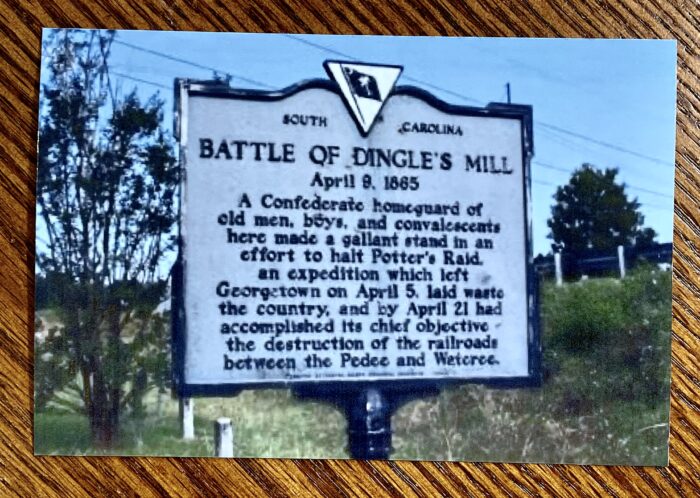 SOUTH CAROLINA
BATTLE OF DINGLE'S MILL
April 9, 1865
A Confederate homeguard of
old men, boys, and convalescents
here made a gallant stand in an
effort to halt Potter's Raid,
an expedition which left
Georgetown on April 5, laid waste
the country, and by April 21 had
accomplished its chief objective -
the destruction of the railroads
between the Pedee and Wateree.